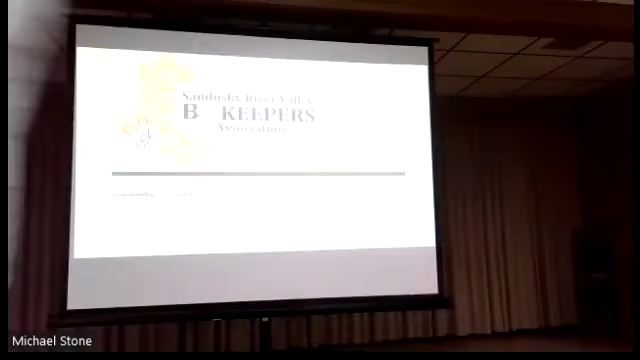 Sandusky River Valley
B KEEPERS
Association
Michael Stone